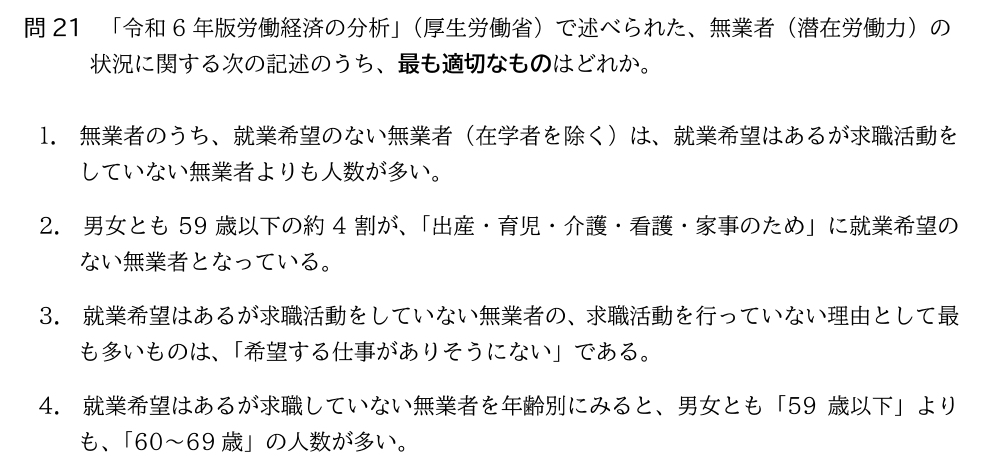 問 21 「令和 6 年版労働経済の分析」（厚生労働省）で述べられた、無業者（潜在労働力）の
状況に関する次の記述のうち、最も適切なものはどれか。
1. 無業者のうち、就業希望のない無業者（在学者を除く）は、就業希望はあるが求職活動を
していない無業者よりも人数が多い。
2. 男女とも 59 歳以下の約 4 割が、「出産・育児・介護・看護・家事のため」に就業希望の
ない無業者となっている。
3. 就業希望はあるが求職活動をしていない無業者の、求職活動を行っていない理由として最
も多いものは、「希望する仕事がありそうにない」である。
4. 就業希望はあるが求職していない無業者を年齢別にみると、男女とも「59 歳以下」より
も、「60～69 歳」の人数が多い。